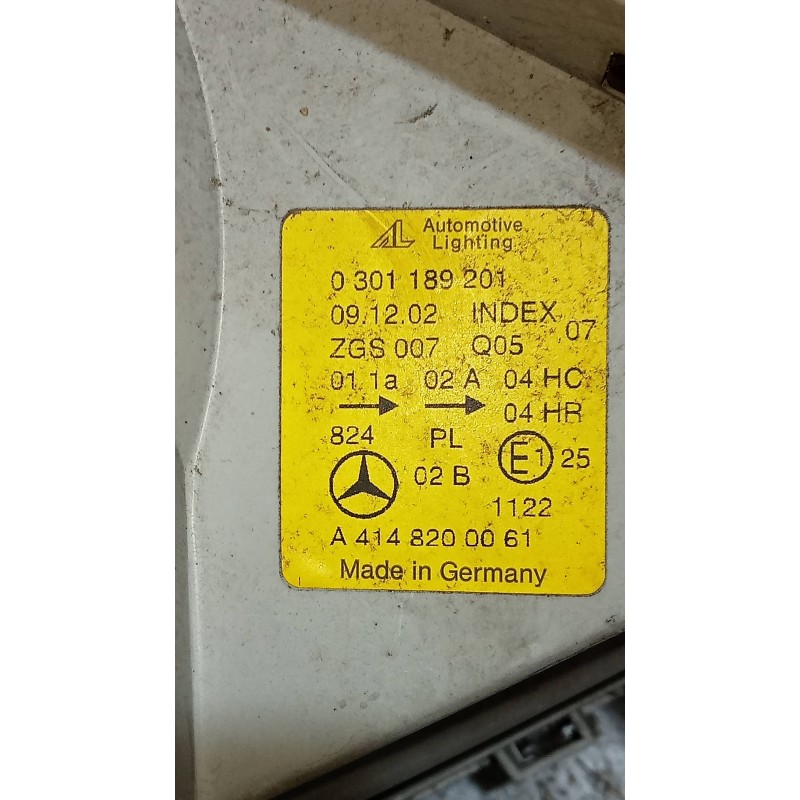 AL Automotive
Lighting
0 301 189 201
09.12.02 INDEX 07
ZGS 007 Q05
01 1a 02 A 04 HC
04 HR
824 PL E1 25
02 B
1122
A 414 820 00 61
Made in Germany